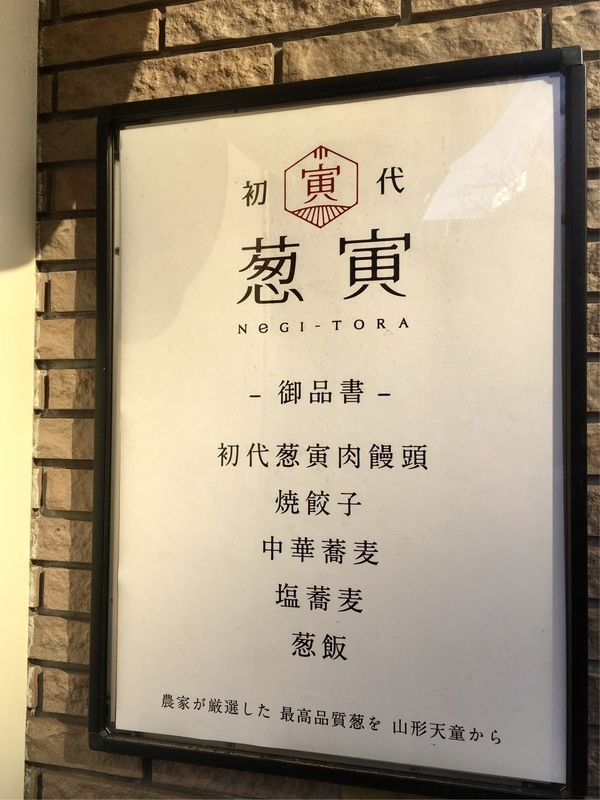 初 寅 代
葱 寅
NeGI-TORA
– 御品書 –
初代葱寅肉饅頭
焼餃子
中華蕎麦
塩蕎麦
葱飯
農家が厳選した 最高品質葱を 山形天童から